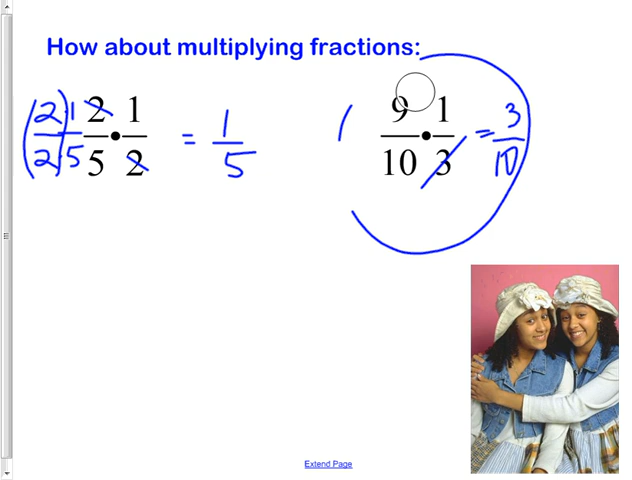 How about multiplying fractions:
(2/2)·1/5 2/5 • 1/2 = 1/5
9/10 • 1/3 = 3/10
Extend Page